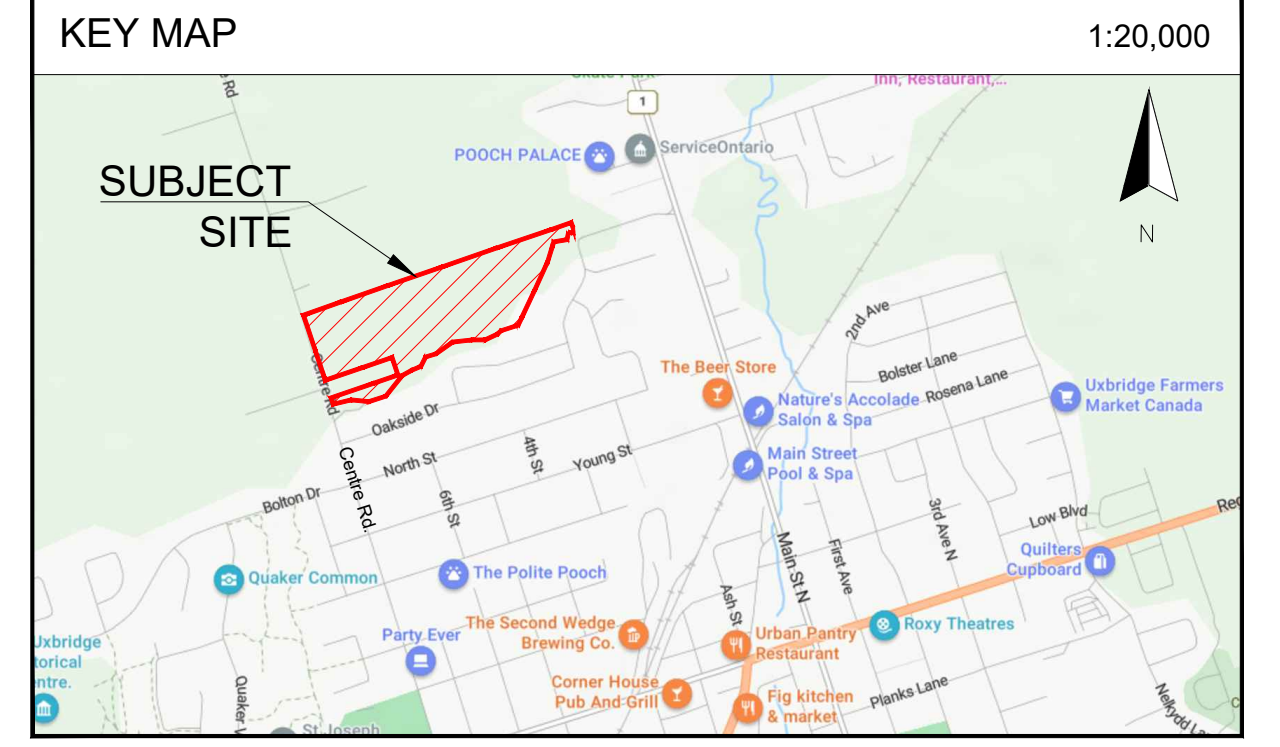 KEY MAP
1:20,000
Skate Park
Inn, Restaurant,...
Rd
1
POOCH PALACE
ServiceOntario
SUBJECT
SITE
N
2nd Ave
Centre Rd
The Beer Store
Bolster Lane
Rosena Lane
Uxbridge Farmers
Market Canada
Nature's Accolade
Salon & Spa
Oakside Dr
4th St
Young St
North St
Main Street
Pool & Spa
Centre Rd.
Bolton Dr
6th St
3rd Ave N
Low Blvd
Quilters
Cupboard
Main St N
First Ave
Quaker Common
The Polite Pooch
Ash St
The Second Wedge
Brewing Co.
Party Ever
Urban Pantry
Restaurant
Roxy Theatres
Uxbridge
torical
ntre.
Quaker
Corner House
Pub And Grill
Fig kitchen
& market
Planks Lane
St. Joseph